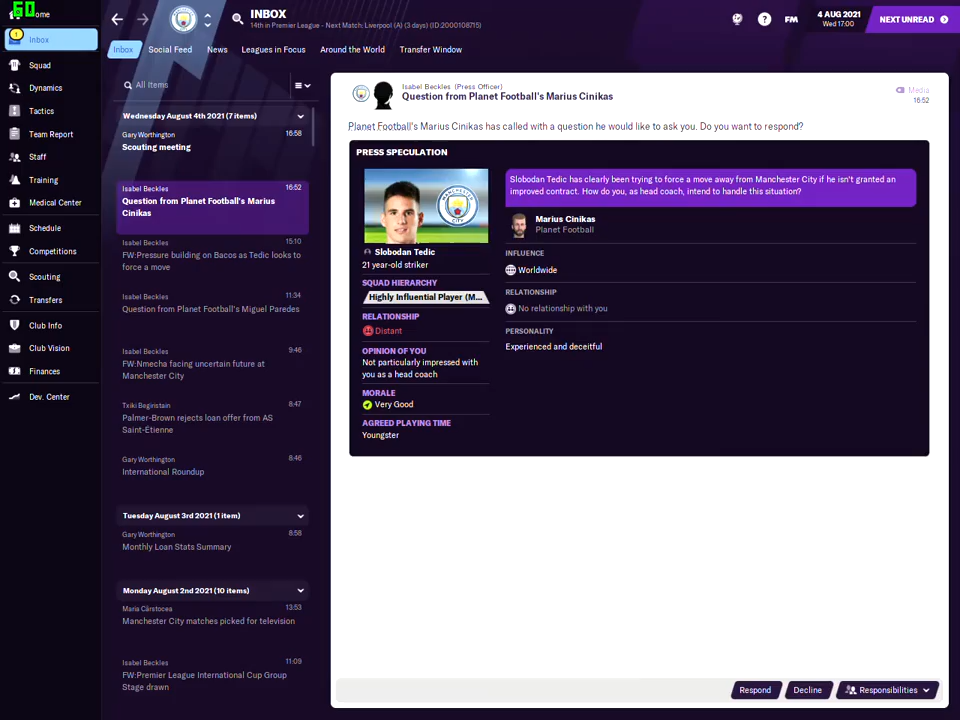 60
ome
INBOX
14th in Premier League - Next Match: Liverpool (A) (3 days) (ID:2000108715)
FM
4 AUG 2021
Wed 17:00
NEXT UNREAD
1
Inbox
Squad
Dynamics
Tactics
Team Report
Staff
Training
Medical Center
Schedule
Competitions
Scouting
Transfers
Club Info
Club Vision
Finances
Dev. Center
Inbox
Social Feed
News
Leagues in Focus
Around the World
Transfer Window
All Items
Wednesday August 4th 2021 (7 items)
Gary Worthington
16:58
Scouting meeting
Isabel Beckles
16:52
Question from Planet Football's Marius
Cinikas
Isabel Beckles
15:10
FW:Pressure building on Bacos as Tedic looks to
force a move
Isabel Beckles
11:34
Question from Planet Football's Miguel Paredes
Isabel Beckles
9:46
FW:Nmecha facing uncertain future at
Manchester City
Txiki Begiristain
8:47
Palmer-Brown rejects loan offer from AS
Saint-Étienne
Gary Worthington
8:46
International Roundup
Tuesday August 3rd 2021 (1 item)
Gary Worthington
8:58
Monthly Loan Stats Summary
Monday August 2nd 2021 (10 items)
Maria Cârstocea
13:53
Manchester City matches picked for television
Isabel Beckles
11:09
FW:Premier League International Cup Group
Stage drawn
Isabel Beckles (Press Officer)
Question from Planet Football's Marius Cinikas
Media
16:52
Planet Football's Marius Cinikas has called with a question he would like to ask you. Do you want to respond?
PRESS SPECULATION
Slobodan Tedic
21 year-old striker
SQUAD HIERARCHY
Highly Influential Player (M...
RELATIONSHIP
Distant
OPINION OF YOU
Not particularly impressed with
you as a head coach
MORALE
Very Good
AGREED PLAYING TIME
Youngster
Slobodan Tedic has clearly been trying to force a move away from Manchester City if he isn't granted an
improved contract. How do you, as head coach, intend to handle this situation?
Marius Cinikas
Planet Football
INFLUENCE
Worldwide
RELATIONSHIP
No relationship with you
PERSONALITY
Experienced and deceitful
Respond
Decline
Responsibilities